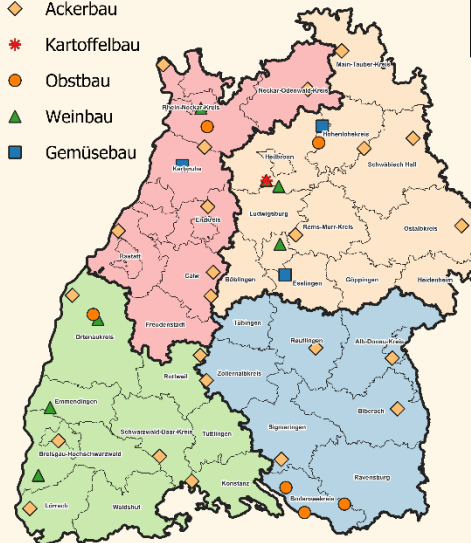 Ackerbau
Kartoffelbau
Obstbau
Weinbau
Gemüsebau
Main-Tauber-Kreis
Neckar-Odenwald-Kreis
Rhein-Neckar-Kreis
Hohenlohekreis
Heilbronn
Schwäbisch Hall
Karlsruhe
Ludwigsburg
Enzkreis
Rems-Murr-Kreis
Ostalbkreis
Rastatt
Calw
Böblingen
Esslingen
Göppingen
Heidenheim
Freudenstadt
Tübingen
Ortenaukreis
Reutlingen
Alb-Donau-Kreis
Rottweil
Zollernalbkreis
Emmendingen
Biberach
Schwarzwald-Baar-Kreis
Tuttlingen
Sigmaringen
Breisgau-Hochschwarzwald
Konstanz
Ravensburg
Bodenseekreis
Lörrach
Waldshut